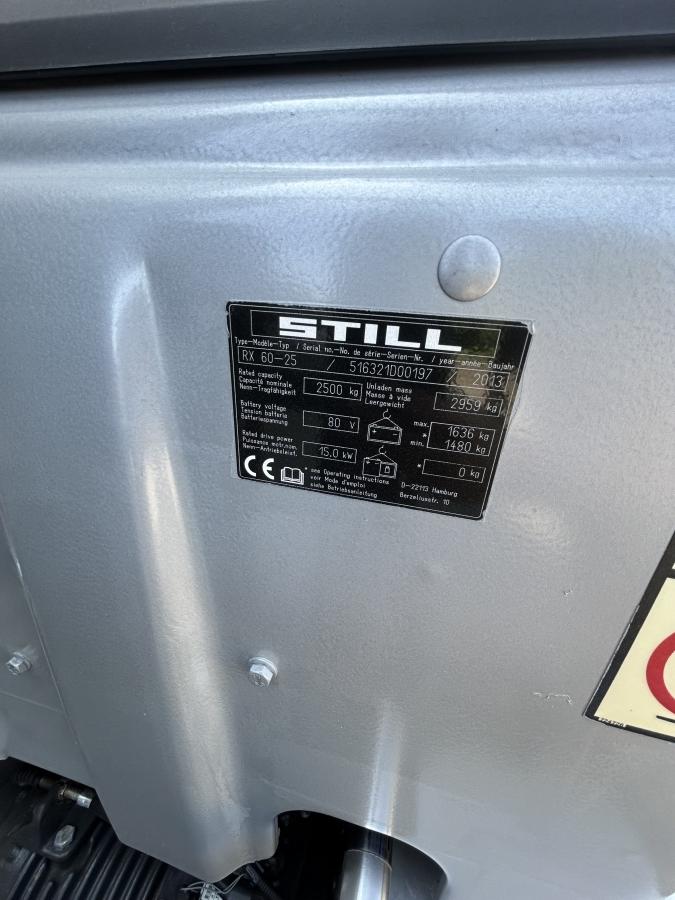 STILL
Type-Modèle-Typ / Serial no.-No. de série-Serien-Nr. / year-année-Baujahr
RX 60-25 / 516321D00197 / 2013
Rated capacity
Capacité nominale
Nenn-Tragfähigkeit
2500 kg
Unladen mass
Masse à vide
Leergewicht
2959 kg
Battery voltage
Tension batterie
Batteriespannung
80 V
max. 1636 kg
*
min. 1480 kg
Rated drive power
Puissance motr.nom.
Nenn-Antriebsleist.
15.0 kW
* 0 kg
CE
* see Operating instructions
voir Mode d'emploi
siehe Betriebsanleitung
D-22113 Hamburg
Berzeliusstr. 10